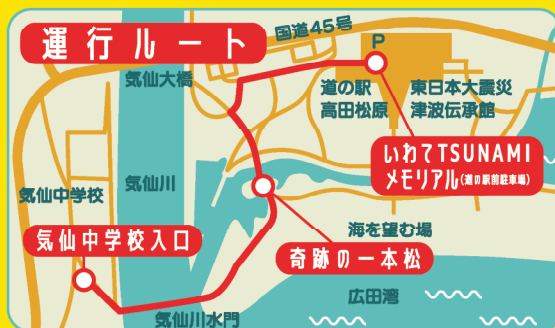 運行ルート
国道45号
P
気仙大橋
道の駅
高田松原
東日本大震災
津波伝承館
いわてTSUNAMI
メモリアル(道の駅前駐車場)
気仙中学校
気仙川
気仙中学校入口
海を望む場
奇跡の一本松
広田湾
気仙川水門